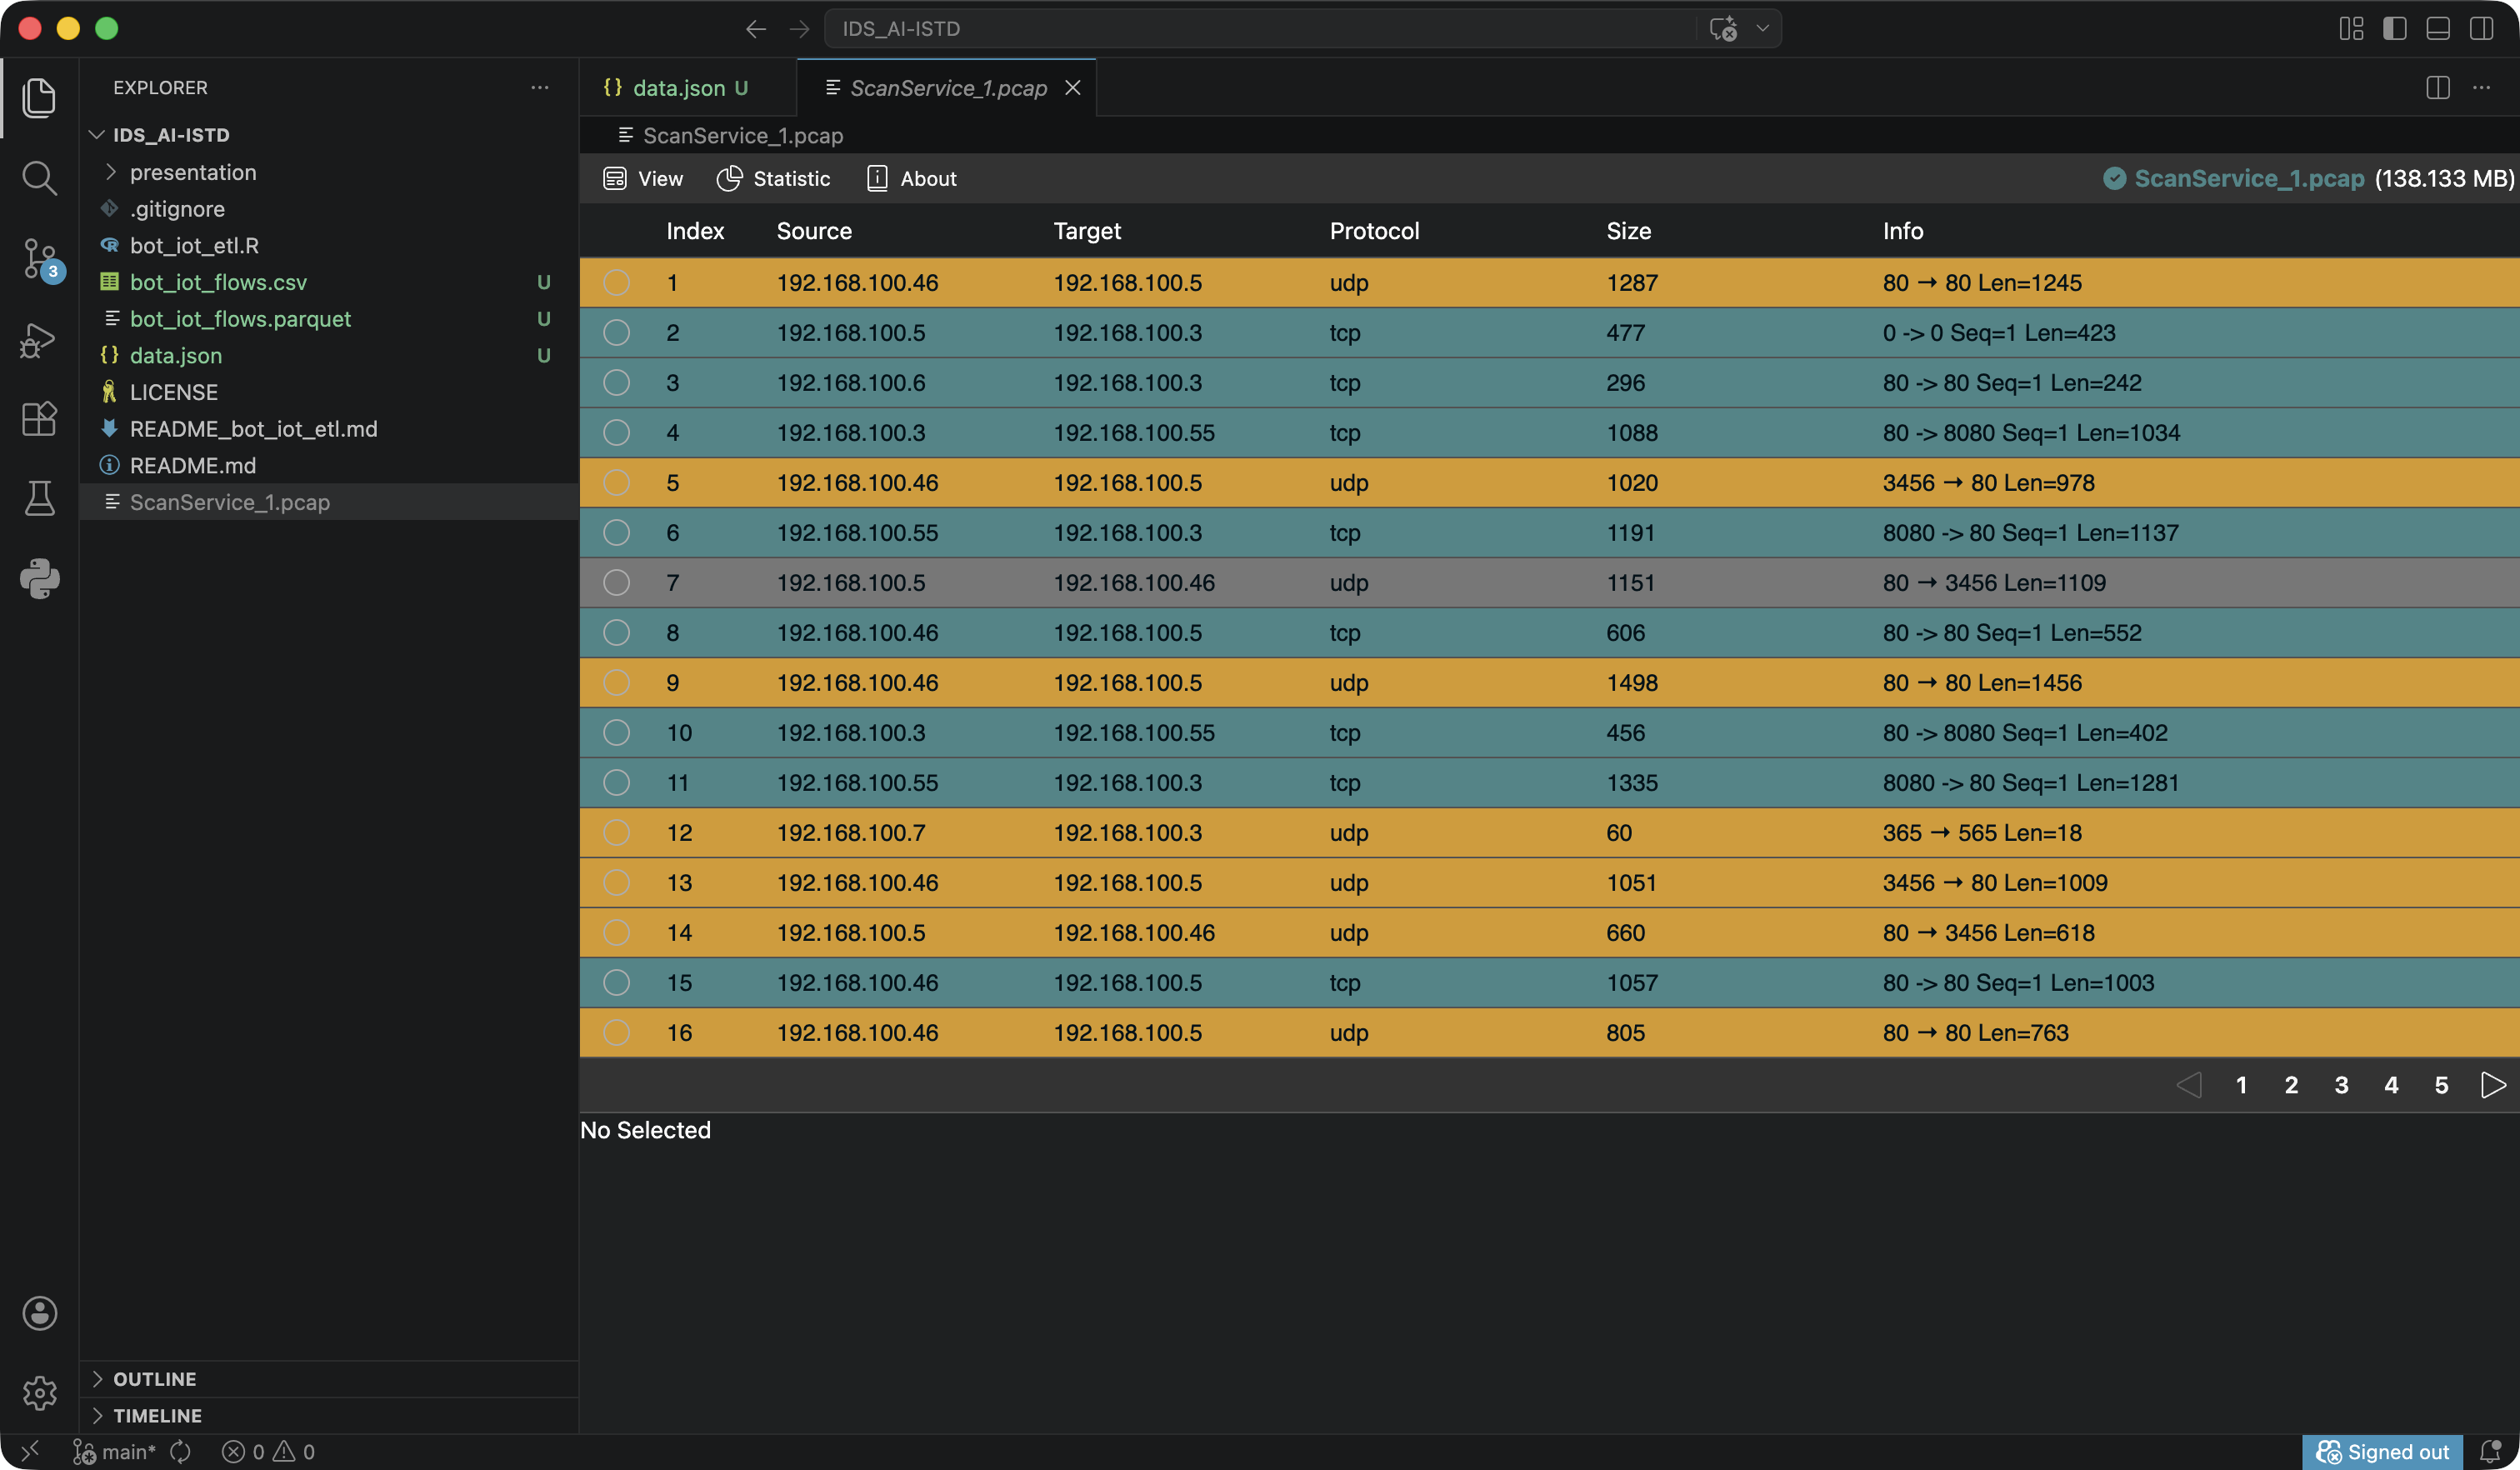 IDS_AI-ISTD
EXPLORER
IDS_AI-ISTD
presentation
.gitignore
bot_iot_etl.R
bot_iot_flows.csv U
bot_iot_flows.parquet U
data.json U
LICENSE
README_bot_iot_etl.md
README.md
ScanService_1.pcap
3
OUTLINE
TIMELINE
data.json U
ScanService_1.pcap
ScanService_1.pcap
View Statistic About ScanService_1.pcap (138.133 MB)
Index Source Target Protocol Size Info
1 192.168.100.46 192.168.100.5 udp 1287 80 → 80 Len=1245
2 192.168.100.5 192.168.100.3 tcp 477 0 -> 0 Seq=1 Len=423
3 192.168.100.6 192.168.100.3 tcp 296 80 -> 80 Seq=1 Len=242
4 192.168.100.3 192.168.100.55 tcp 1088 80 -> 8080 Seq=1 Len=1034
5 192.168.100.46 192.168.100.5 udp 1020 3456 → 80 Len=978
6 192.168.100.55 192.168.100.3 tcp 1191 8080 -> 80 Seq=1 Len=1137
7 192.168.100.5 192.168.100.46 udp 1151 80 → 3456 Len=1109
8 192.168.100.46 192.168.100.5 tcp 606 80 -> 80 Seq=1 Len=552
9 192.168.100.46 192.168.100.5 udp 1498 80 → 80 Len=1456
10 192.168.100.3 192.168.100.55 tcp 456 80 -> 8080 Seq=1 Len=402
11 192.168.100.55 192.168.100.3 tcp 1335 8080 -> 80 Seq=1 Len=1281
12 192.168.100.7 192.168.100.3 udp 60 365 → 565 Len=18
13 192.168.100.46 192.168.100.5 udp 1051 3456 → 80 Len=1009
14 192.168.100.5 192.168.100.46 udp 660 80 → 3456 Len=618
15 192.168.100.46 192.168.100.5 tcp 1057 80 -> 80 Seq=1 Len=1003
16 192.168.100.46 192.168.100.5 udp 805 80 → 80 Len=763
1 2 3 4 5
No Selected
main* 0 0
Signed out